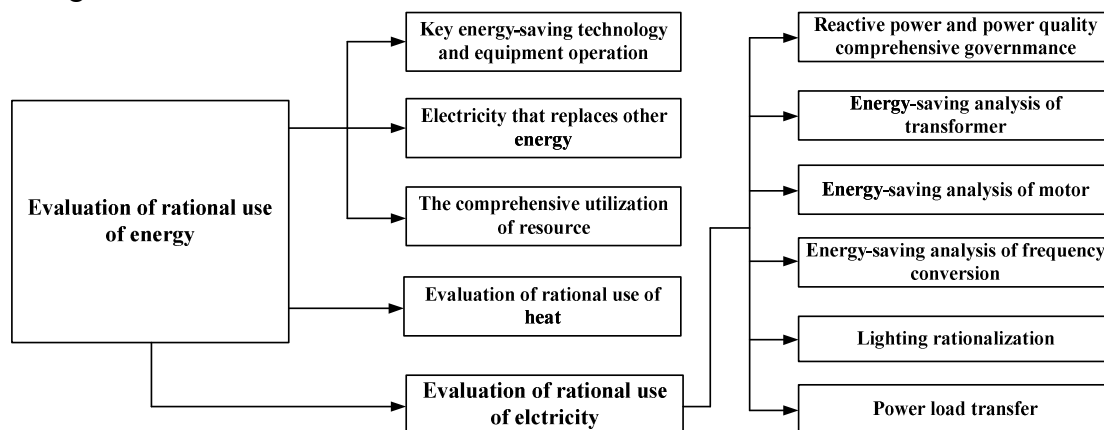 Evaluation of rational use
of energy
Key energy-saving technology
and equipment operation
Electricity that replaces other
energy
The comprehensive utilization
of resource
Evaluation of rational use of
heat
Evaluation of rational use
of elctricity
Reactive power and power quality
comprehensive governmance
Energy-saving analysis of
transformer
Energy-saving analysis of motor
Energy-saving analysis of frequency
conversion
Lighting rationalization
Power load transfer